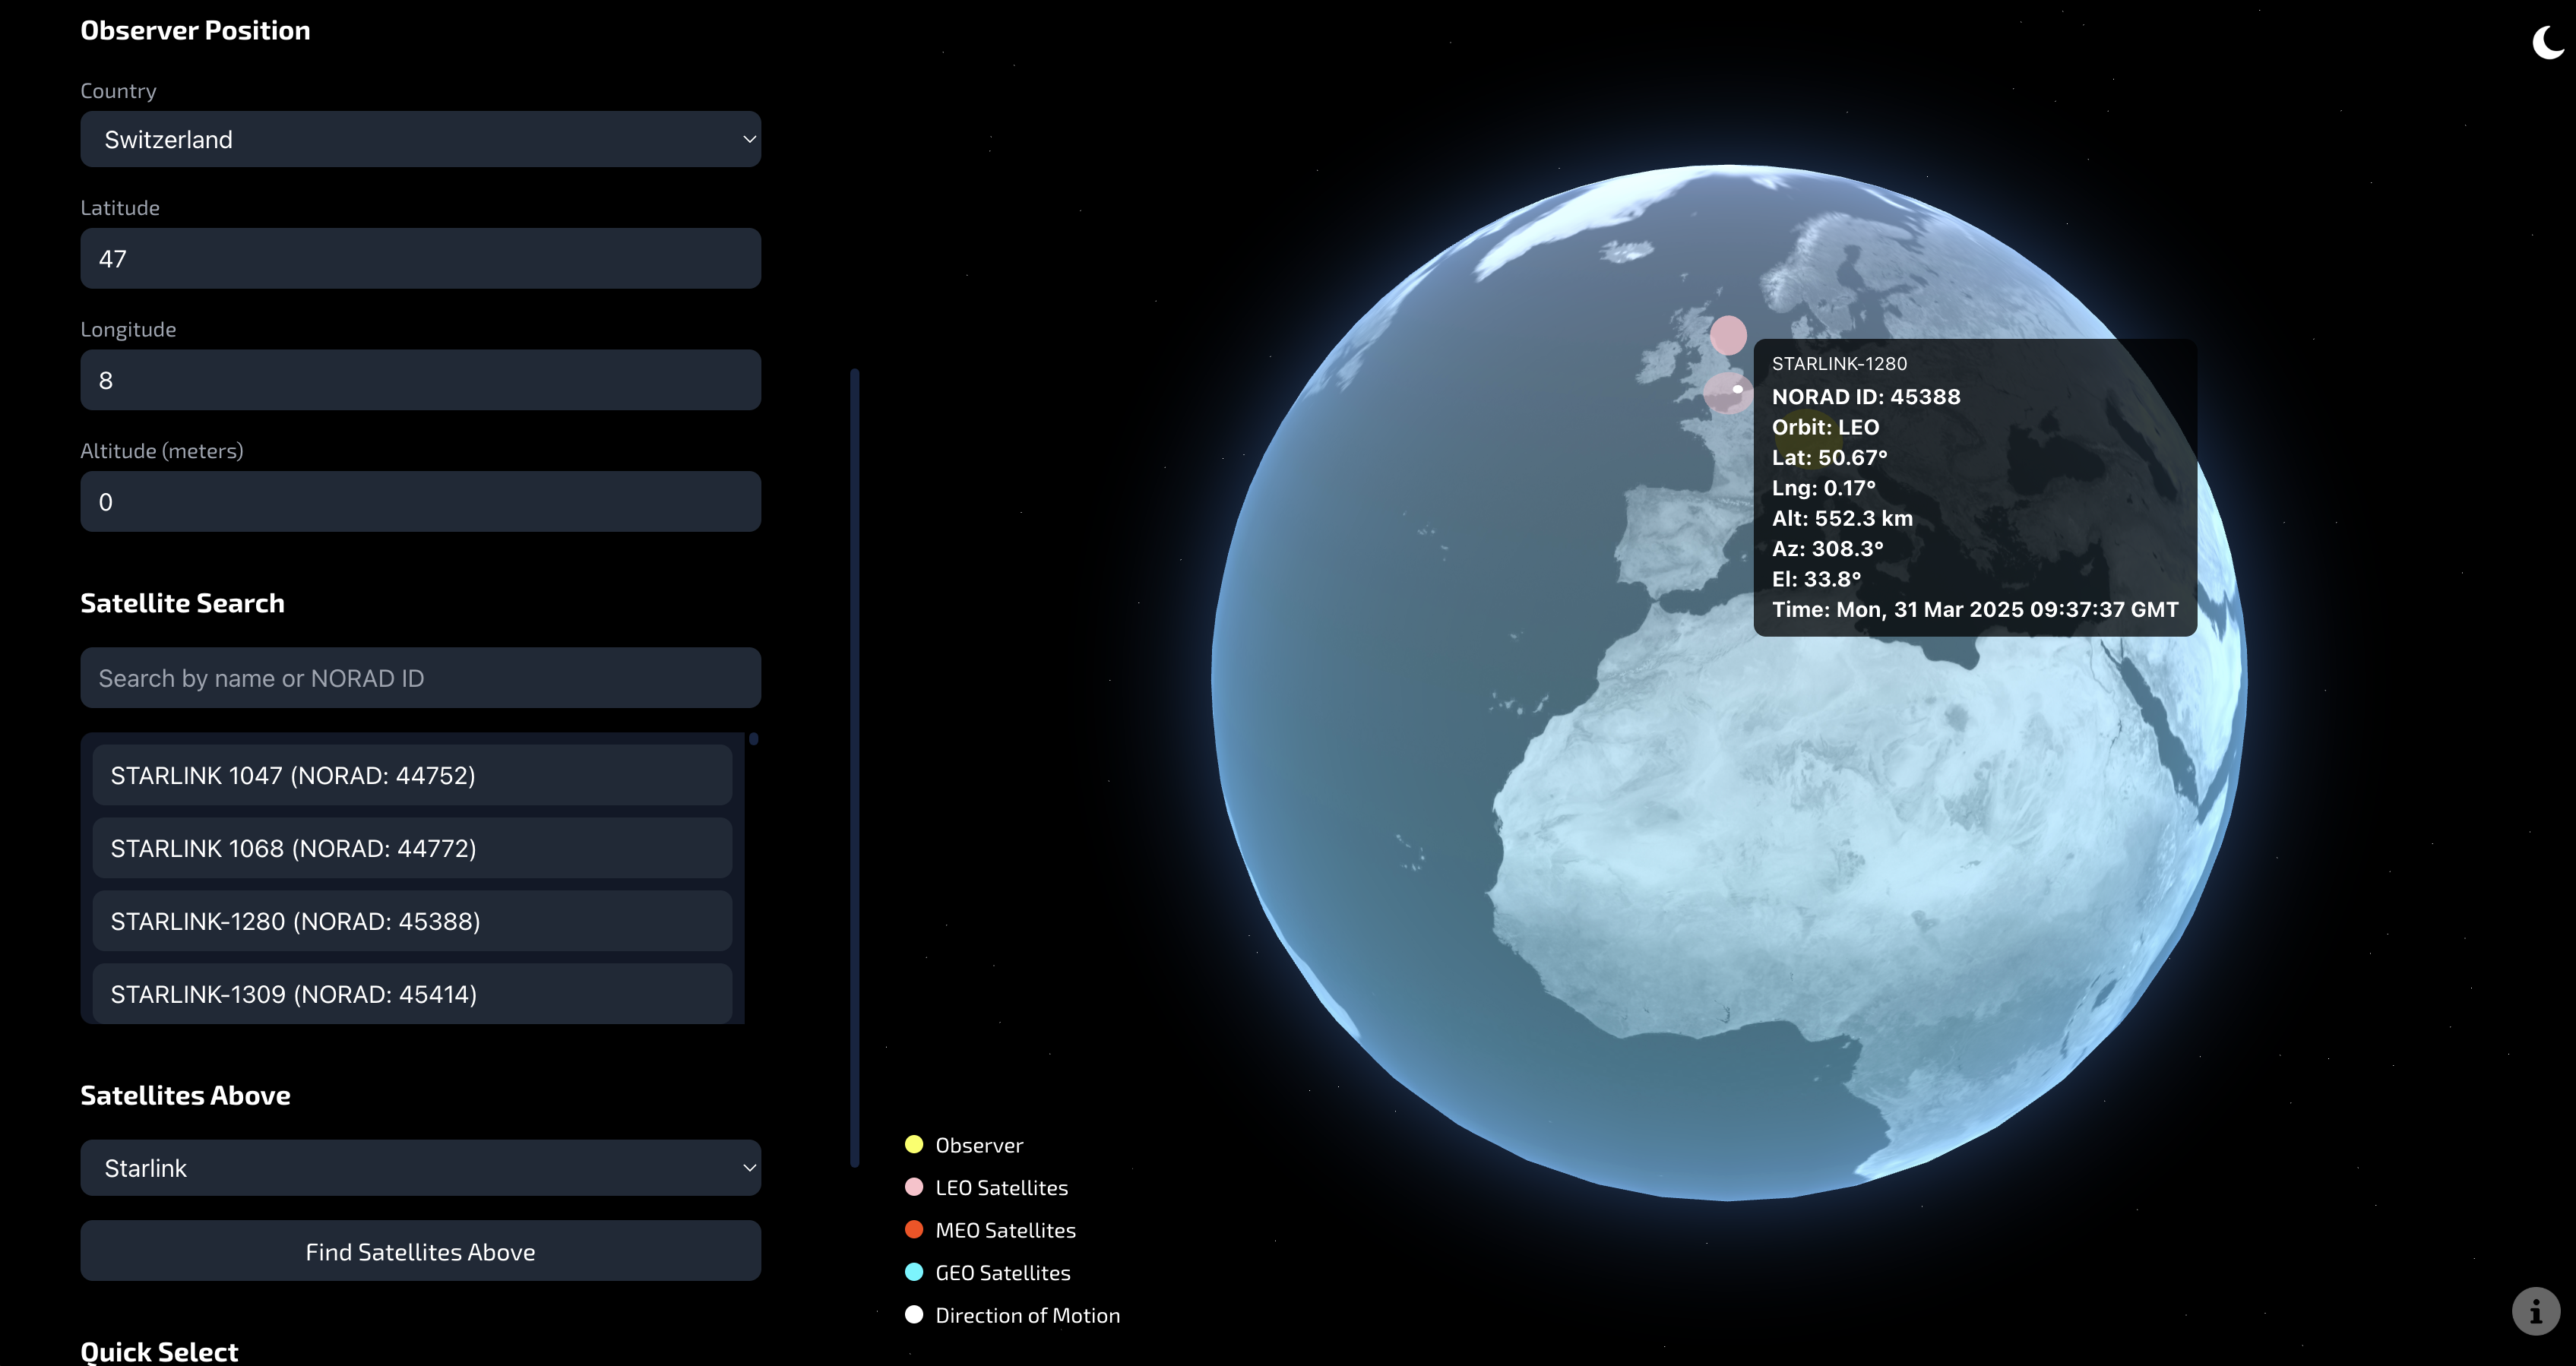 Observer Position
Country
Switzerland
Latitude
47
Longitude
8
Altitude (meters)
0
Satellite Search
Search by name or NORAD ID
STARLINK 1047 (NORAD: 44752)
STARLINK 1068 (NORAD: 44772)
STARLINK-1280 (NORAD: 45388)
STARLINK-1309 (NORAD: 45414)
Satellites Above
Starlink
Find Satellites Above
Quick Select
STARLINK-1280
NORAD ID: 45388
Orbit: LEO
Lat: 50.67°
Lng: 0.17°
Alt: 552.3 km
Az: 308.3°
El: 33.8°
Time: Mon, 31 Mar 2025 09:37:37 GMT
Observer
LEO Satellites
MEO Satellites
GEO Satellites
Direction of Motion
i